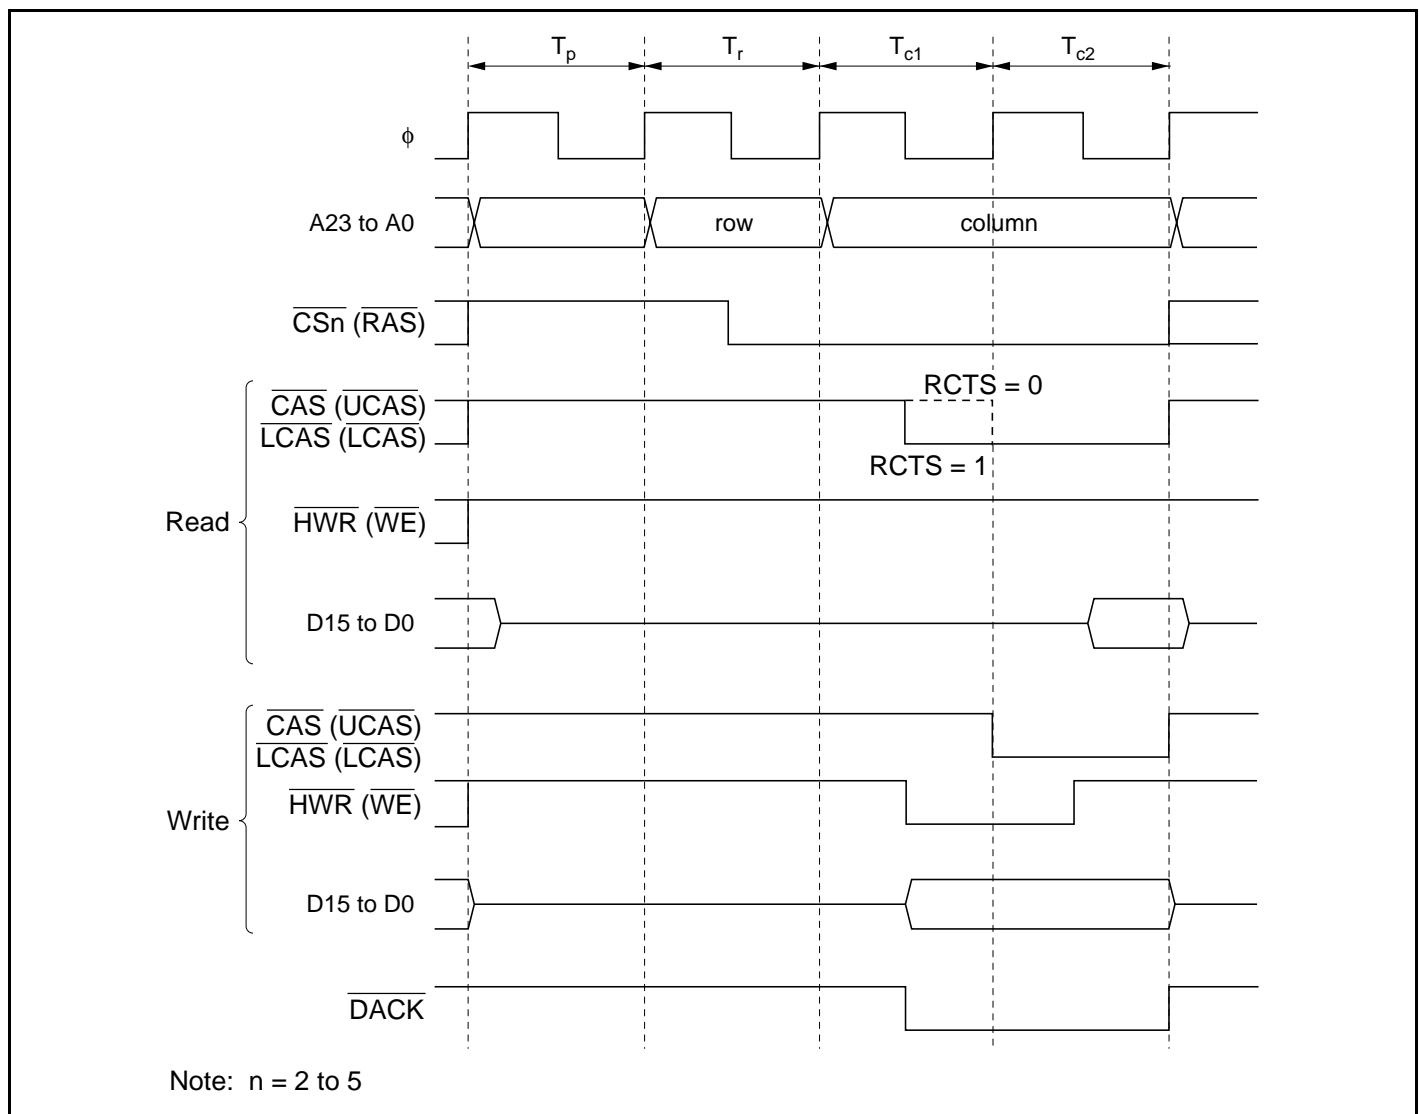 Tp Tr Tc1 Tc2
ϕ
A23 to A0 row column
CSn (RAS)
RCTS = 0
CAS (UCAS)
LCAS (LCAS)
RCTS = 1
Read HWR (WE)
D15 to D0
CAS (UCAS)
LCAS (LCAS)
HWR (WE)
Write
D15 to D0
DACK
Note: n = 2 to 5